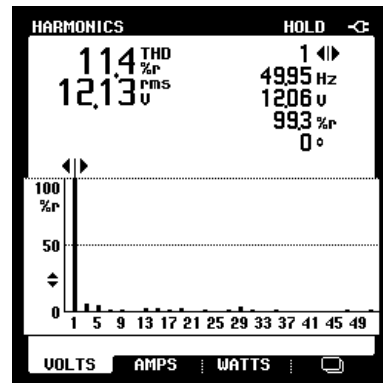 HARMONICS HOLD
11.4 THD %r
12.13 rms V
1
49.95 Hz
12.06 V
99.3 %r
0 °
100
%r
50
0
1 5 9 13 17 21 25 29 33 37 41 45 49
VOLTS AMPS WATTS